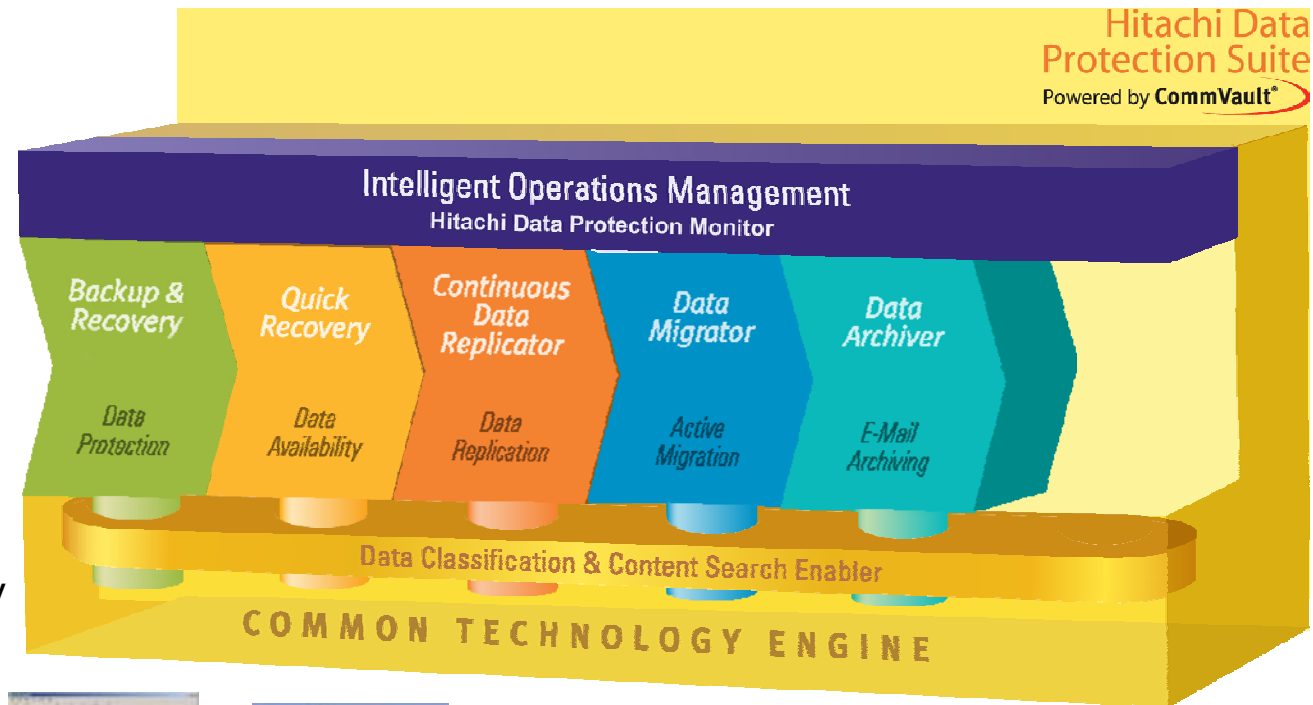 Hitachi Data
Protection Suite
Powered by CommVault®
Intelligent Operations Management
Hitachi Data Protection Monitor
Backup &
Recovery
Data
Protection
Quick
Recovery
Data
Availability
Continuous
Data
Replicator
Data
Replication
Data
Migrator
Active
Migration
Data
Archiver
E-Mail
Archiving
Data Classification & Content Search Enabler
COMMON TECHNOLOGY ENGINE